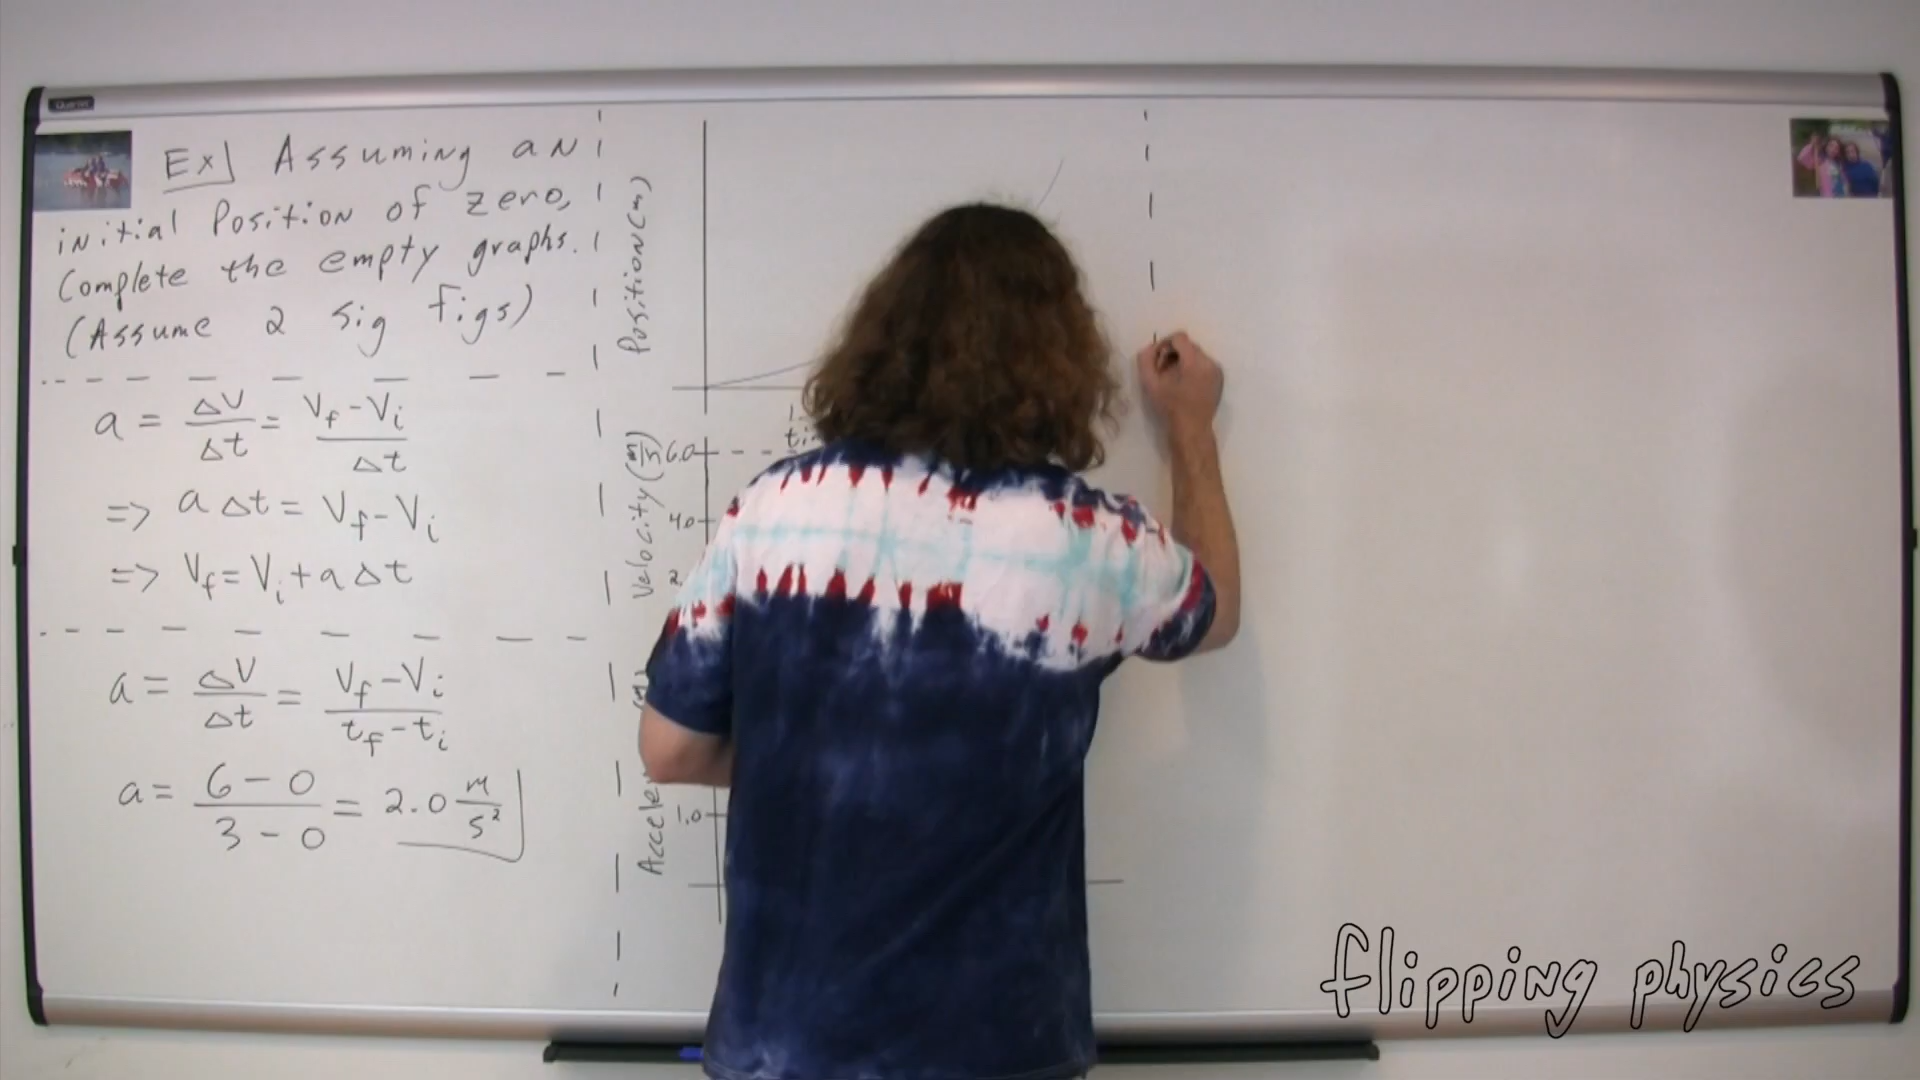 Ex] Assuming an
initial Position of zero,
Complete the empty graphs.
(Assume 2 sig figs)
a = ΔV/Δt = (Vf - Vi)/Δt
=> a Δt = Vf - Vi
=> Vf = Vi + a Δt
a = ΔV/Δt = (Vf - Vi)/(tf - ti)
a = (6 - 0)/(3 - 0) = 2.0 m/s²
Position (m)
Velocity (m/s)
6.0
4.0
1.0
flipping physics